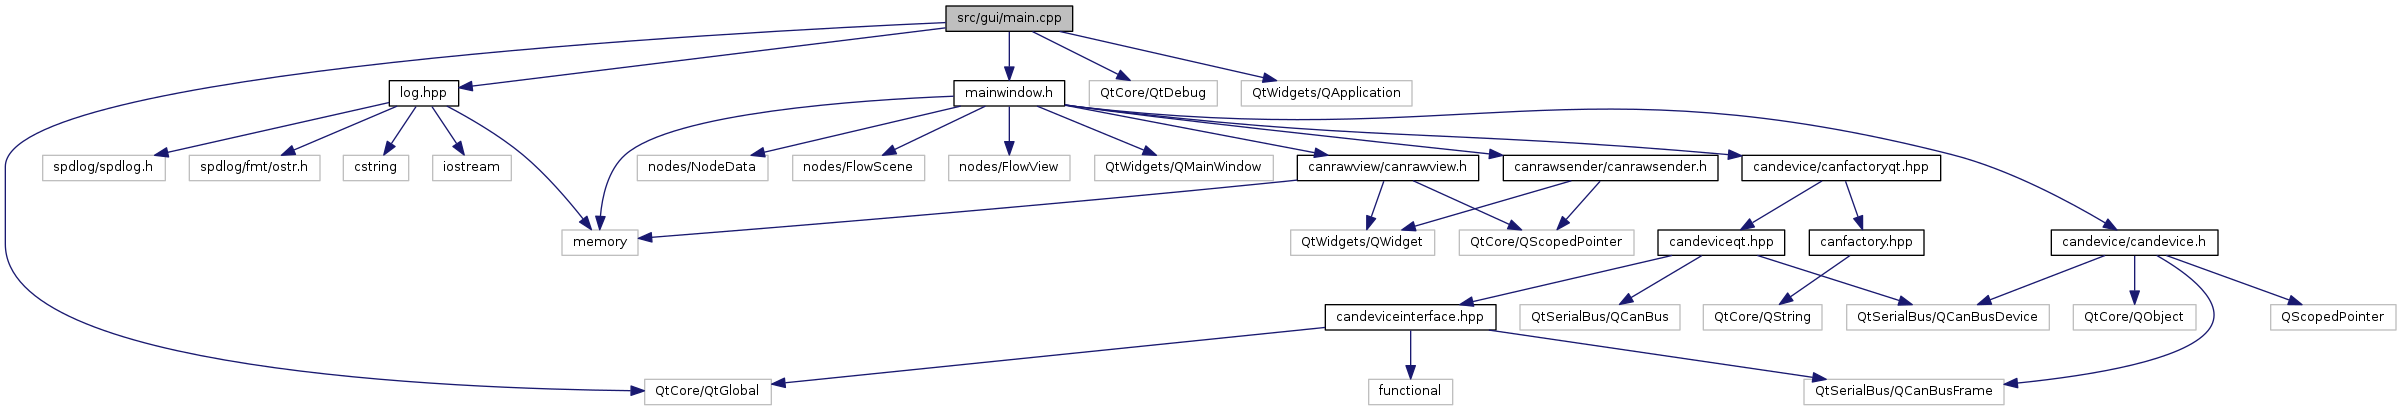 src/gui/main.cpp
log.hpp
mainwindow.h
QtCore/QtDebug
QtWidgets/QApplication
spdlog/spdlog.h
spdlog/fmt/ostr.h
cstring
iostream
nodes/NodeData
nodes/FlowScene
nodes/FlowView
QtWidgets/QMainWindow
canrawview/canrawview.h
canrawsender/canrawsender.h
candevice/canfactoryqt.hpp
memory
QtWidgets/QWidget
QtCore/QScopedPointer
candeviceqt.hpp
canfactory.hpp
candevice/candevice.h
candeviceinterface.hpp
QtSerialBus/QCanBus
QtCore/QString
QtSerialBus/QCanBusDevice
QtCore/QObject
QScopedPointer
QtCore/QtGlobal
functional
QtSerialBus/QCanBusFrame